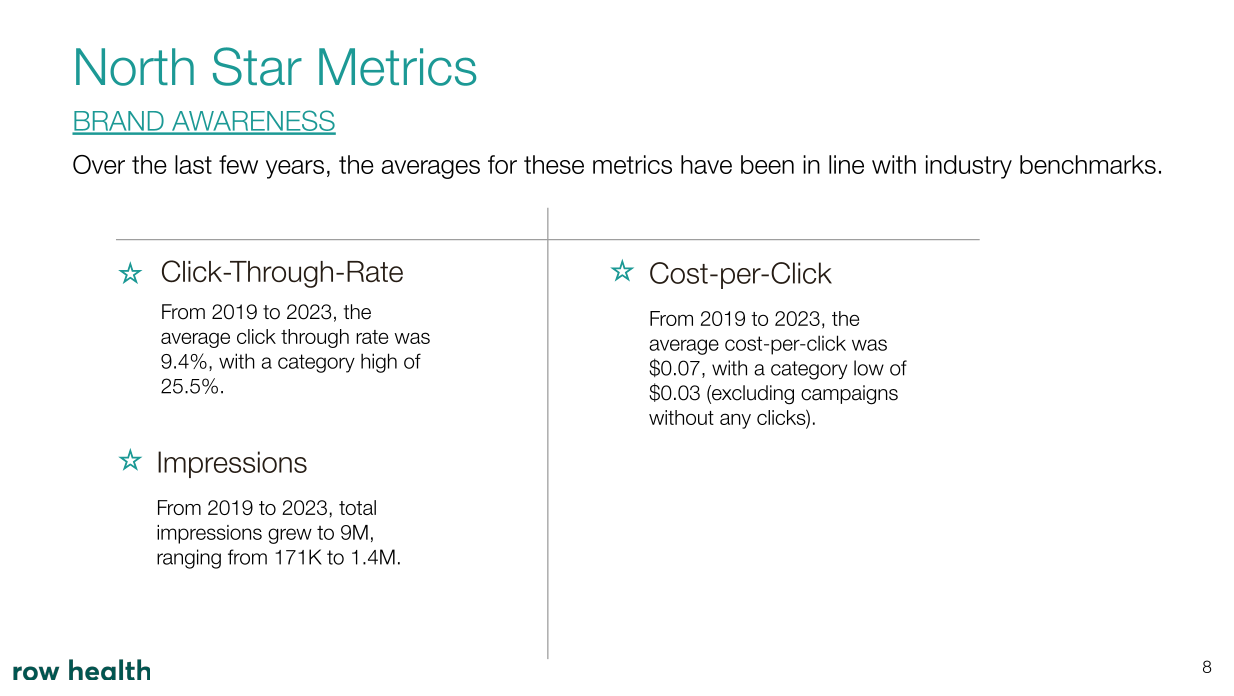 North Star Metrics
BRAND AWARENESS
Over the last few years, the averages for these metrics have been in line with industry benchmarks.
Click-Through-Rate
From 2019 to 2023, the
average click through rate was
9.4%, with a category high of
25.5%.
Impressions
From 2019 to 2023, total
impressions grew to 9M,
ranging from 171K to 1.4M.
Cost-per-Click
From 2019 to 2023, the
average cost-per-click was
$0.07, with a category low of
$0.03 (excluding campaigns
without any clicks).
row health
8